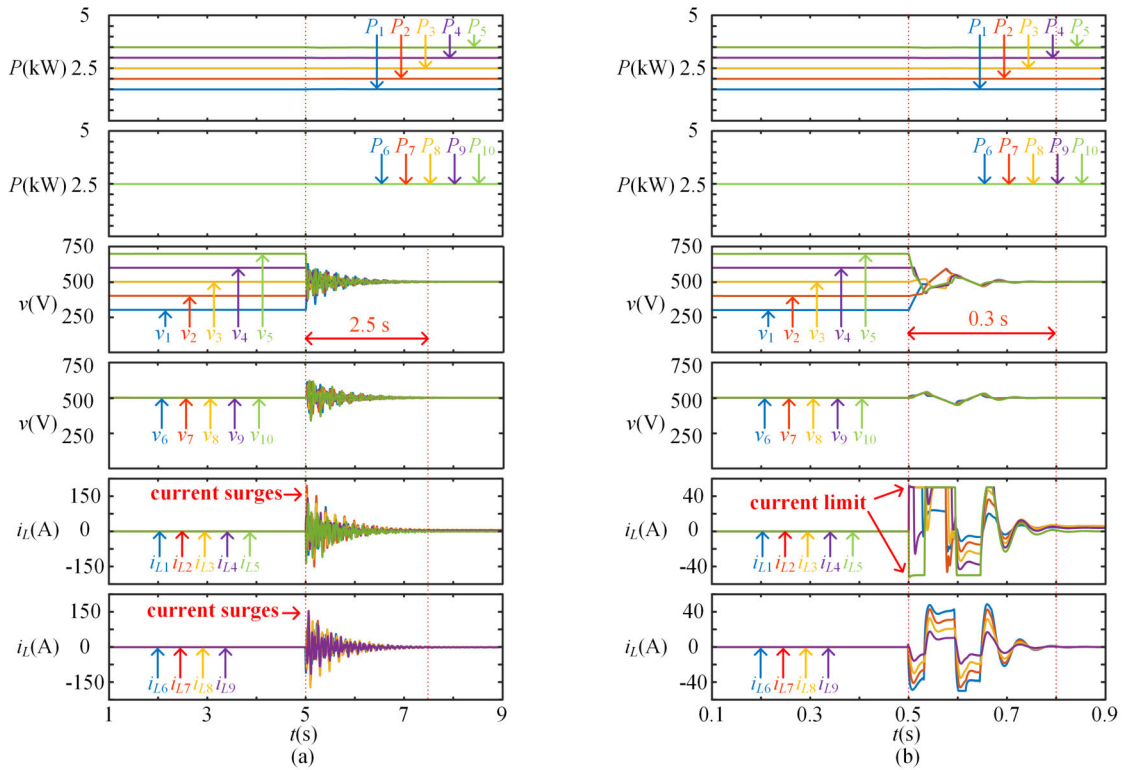 5
P1 P2 P3 P4 P5
P(kW) 2.5
5
P6 P7 P8 P9 P10
P(kW) 2.5
750
v(V) 500
250
2.5 s
v1 v2 v3 v4 v5
750
v(V) 500
250
v6 v7 v8 v9 v10
150
current surges
iL(A) 0
-150
iL1 iL2 iL3 iL4 iL5
150
current surges
iL(A) 0
-150
iL6 iL7 iL8 iL9
1 3 5 7 9
t(s)
(a)
5
P1 P2 P3 P4 P5
P(kW) 2.5
5
P6 P7 P8 P9 P10
P(kW) 2.5
750
v(V) 500
250
0.3 s
v1 v2 v3 v4 v5
750
v(V) 500
250
v6 v7 v8 v9 v10
40
current limit
iL(A) 0
-40
iL1 iL2 iL3 iL4 iL5
40
iL(A) 0
-40
iL6 iL7 iL8 iL9
0.1 0.3 0.5 0.7 0.9
t(s)
(b)